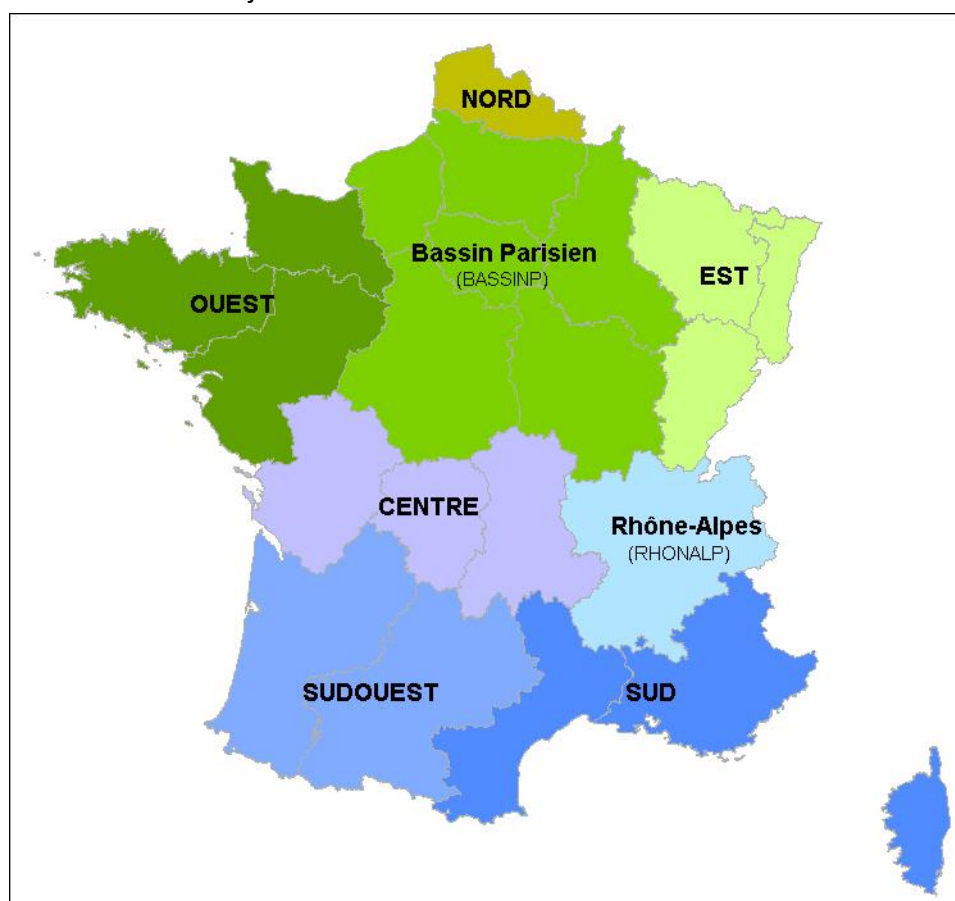 NORD
Bassin Parisien
(BASSINP)
EST
OUEST
CENTRE
Rhône-Alpes
(RHONALP)
SUDOUEST
SUD